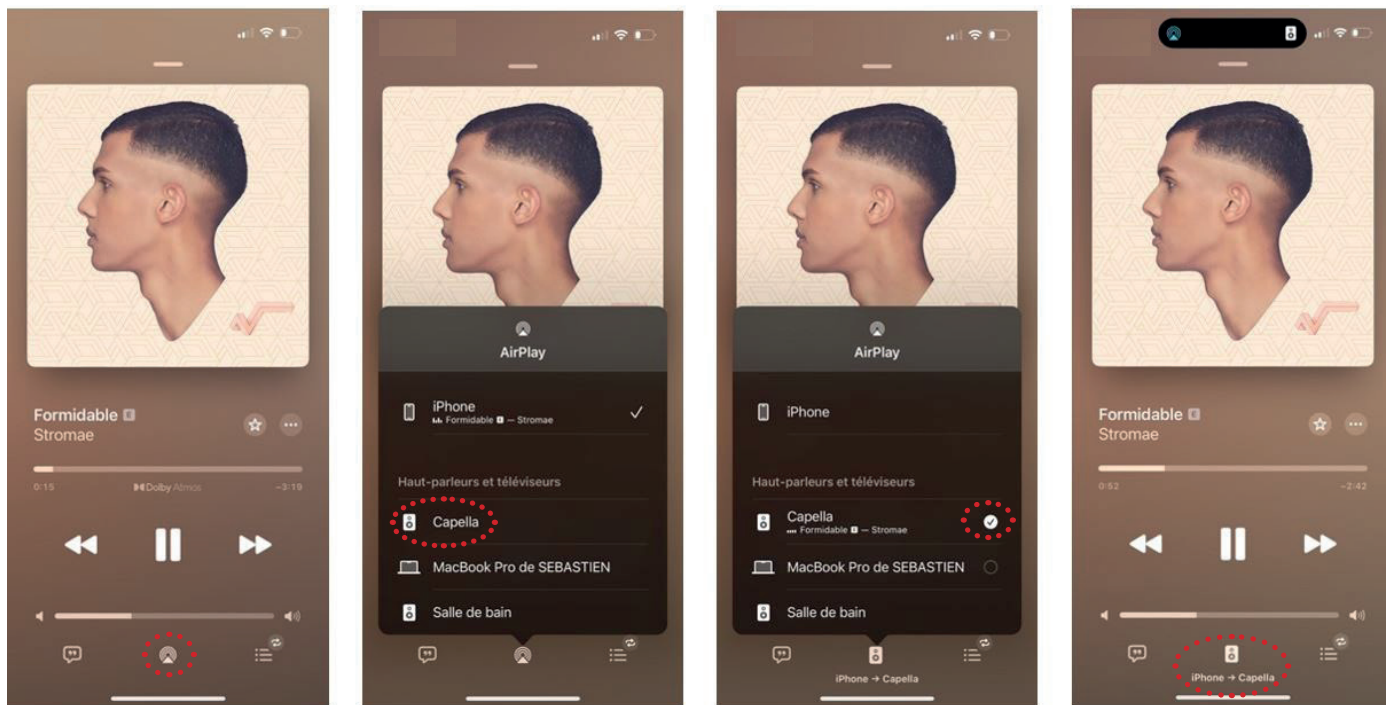 Formidable E
Stromae
0:15 Dolby Atmos -3:19
AirPlay
iPhone
Formidable E — Stromae
Haut-parleurs et téléviseurs
Capella
MacBook Pro de SEBASTIEN
Salle de bain
AirPlay
iPhone
Haut-parleurs et téléviseurs
Capella
Formidable E — Stromae
MacBook Pro de SEBASTIEN
Salle de bain
iPhone → Capella
Formidable E
Stromae
0:52 -2:42
iPhone → Capella